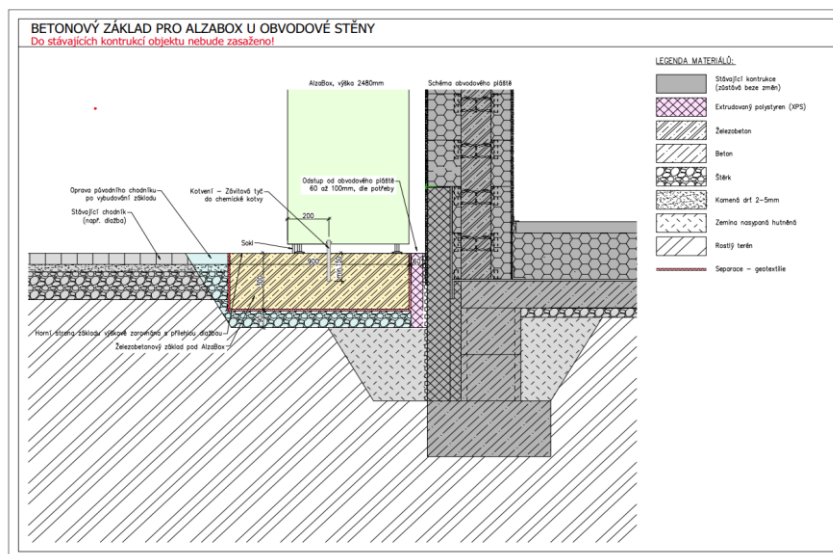 BETONOVÝ ZÁKLAD PRO ALZABOX U OBVODOVÉ STĚNY
Do stávajících kontrukcí objektu nebude zasaženo!
LEGENDA MATERIÁLŮ:
Stávající kontrukce
(zůstává beze změn)
Extrudovaný polystyren (XPS)
Železobeton
Beton
Štěrk
Kamená drť 2-5mm
Zemina nasypaná hutněná
Rostlý terén
Separace - geotextilie
AlzaBox, výška 2480mm
Schéma obvodového pláště
Oprava původního chodníku
po vybudování základu
Kotvení - Závitová tyč
do chemické kotvy
Odstup od obvodového pláště
60 až 100mm, dle potřeby
Stávající chodník
(např. dlažba)
200
Sokl
900
Horní strana základu výškově zarovnána s přilehlou dlažbou
Železobetonový základ pod AlzaBox